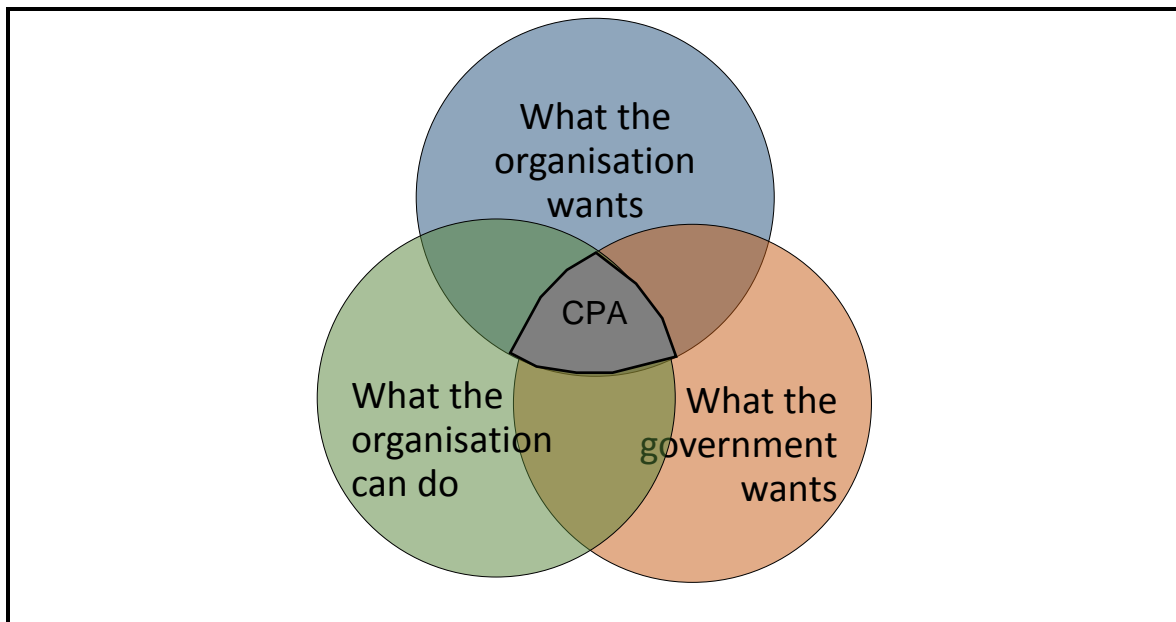 What the
organisation
wants
CPA
What the
organisation
can do
What the
government
wants